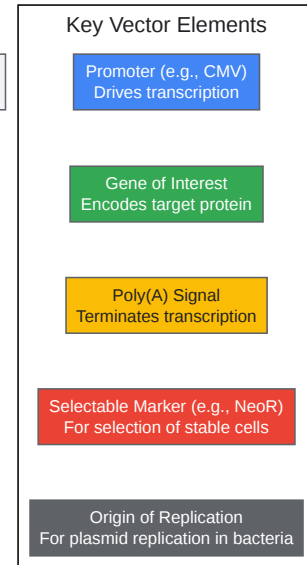 Key Vector Elements
Promoter (e.g., CMV)
Drives transcription
Gene of Interest
Encodes target protein
Poly(A) Signal
Terminates transcription
Selectable Marker (e.g., NeoR)
For selection of stable cells
Origin of Replication
For plasmid replication in bacteria